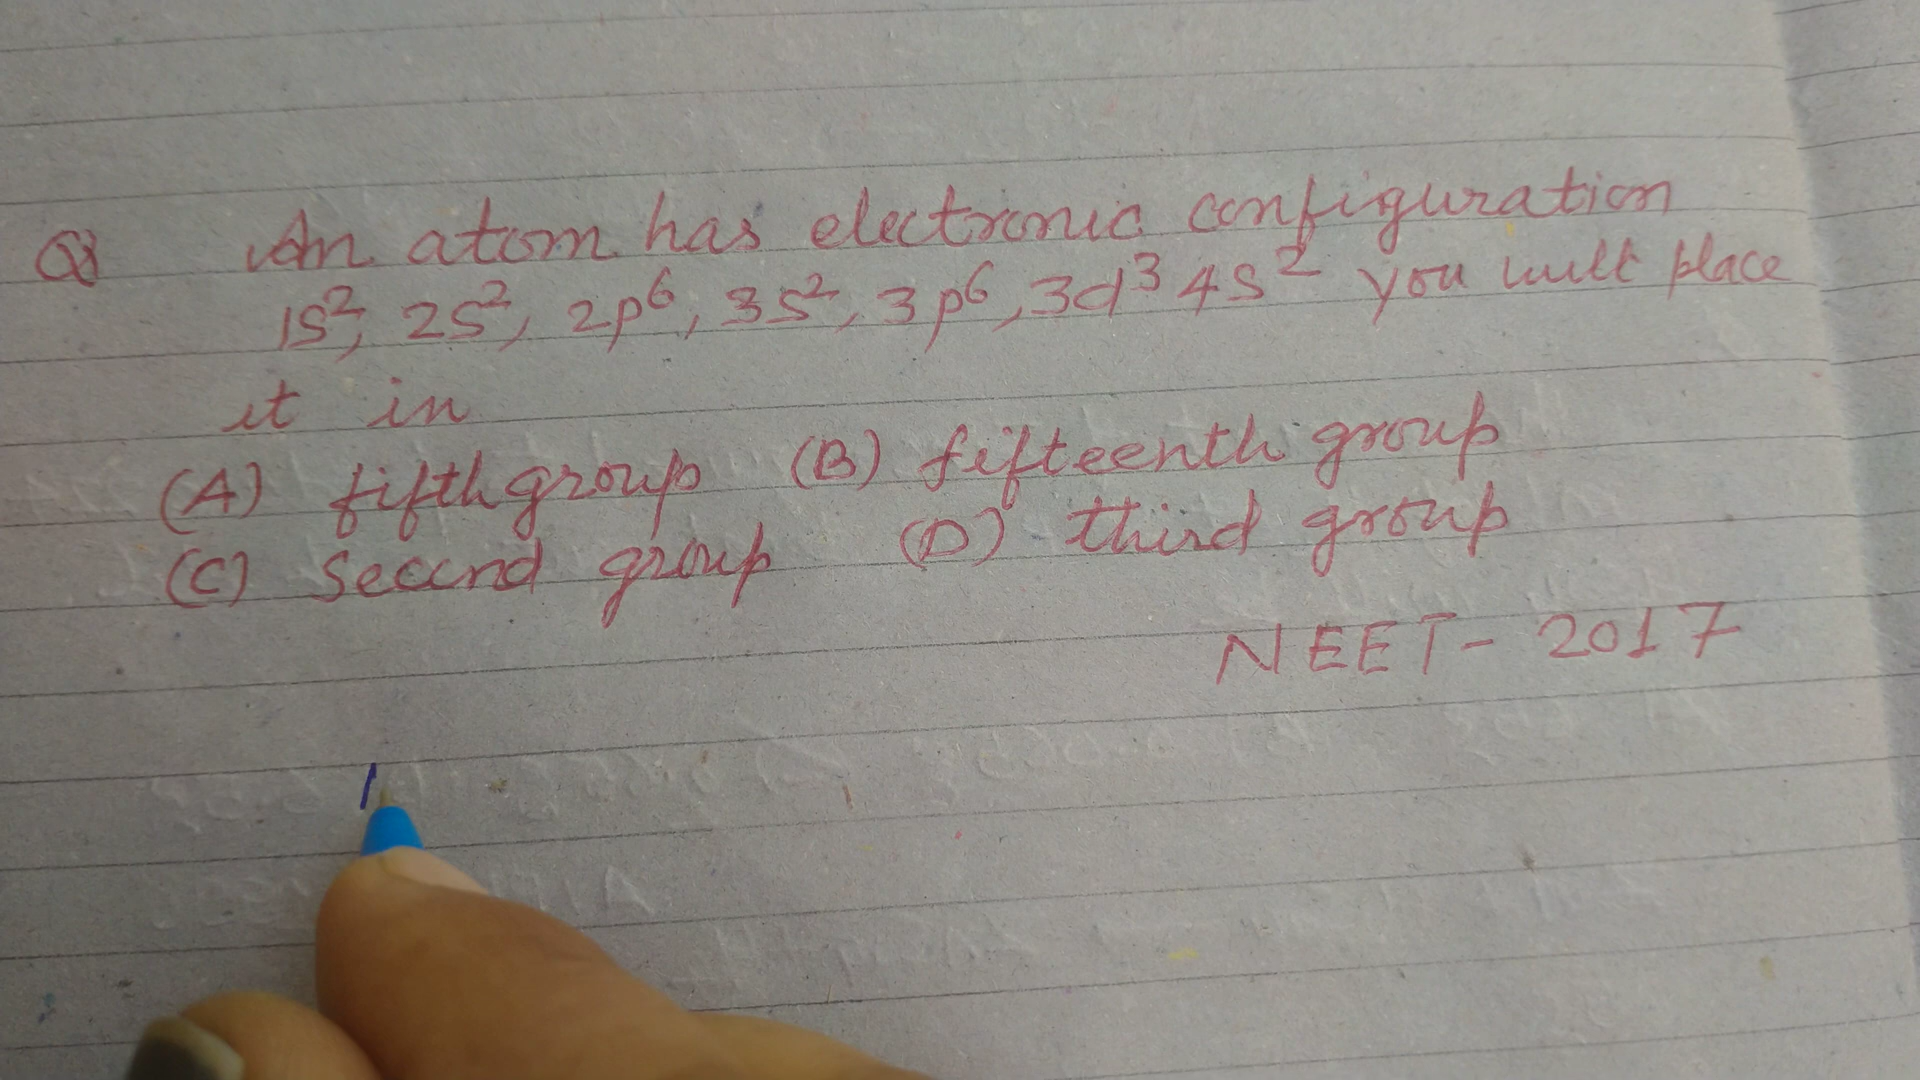 Q An atom has electronic configuration
1s², 2s², 2p⁶, 3s², 3p⁶, 3d³ 4s² you will place
it in
(A) fifth group (B) fifteenth group
(C) Second group (D) third group
NEET- 2017